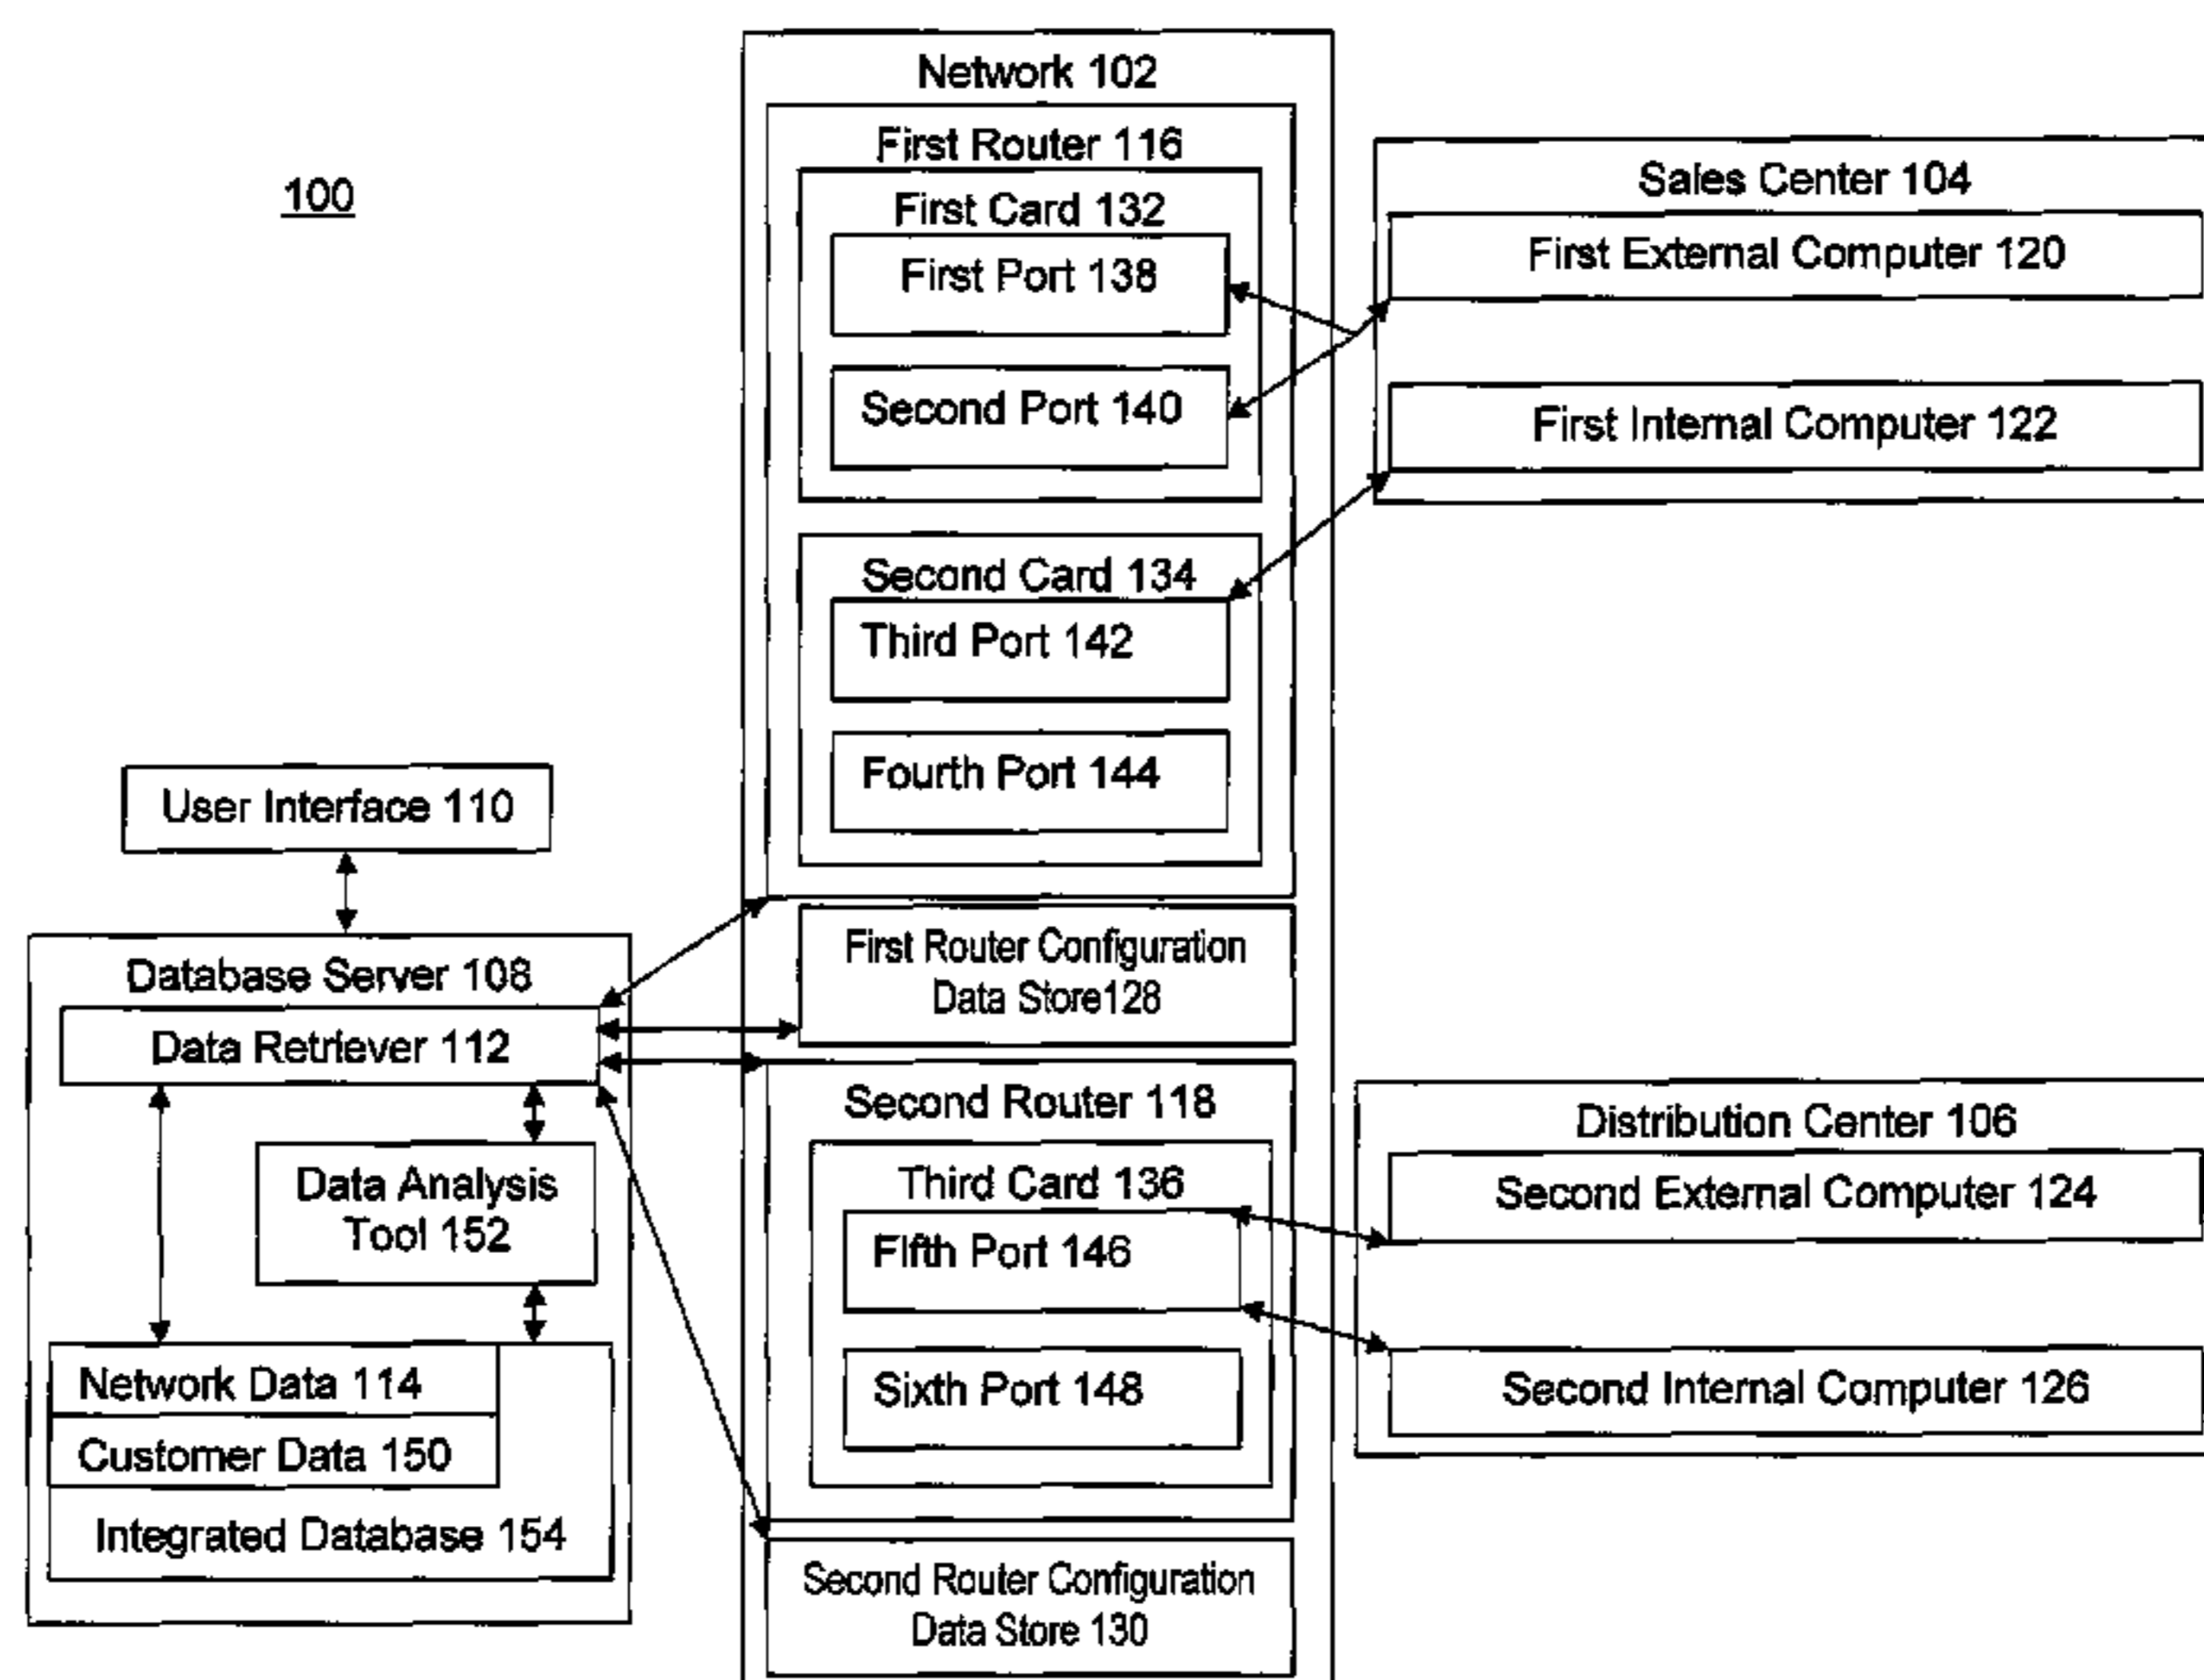 100
Network 102
First Router 116
First Card 132
First Port 138
Second Port 140
Second Card 134
Third Port 142
Fourth Port 144
First Router Configuration
Data Store128
Second Router 118
Third Card 136
FIfth Port 146
Sixth Port 148
Second Router Configuration
Data Store 130
Sales Center 104
First External Computer 120
First Internal Computer 122
Distribution Center 106
Second External Computer 124
Second Internal Computer 126
User Interface 110
Database Server 108
Data Retriever 112
Data Analysis
Tool 152
Network Data 114
Customer Data 150
Integrated Database 154